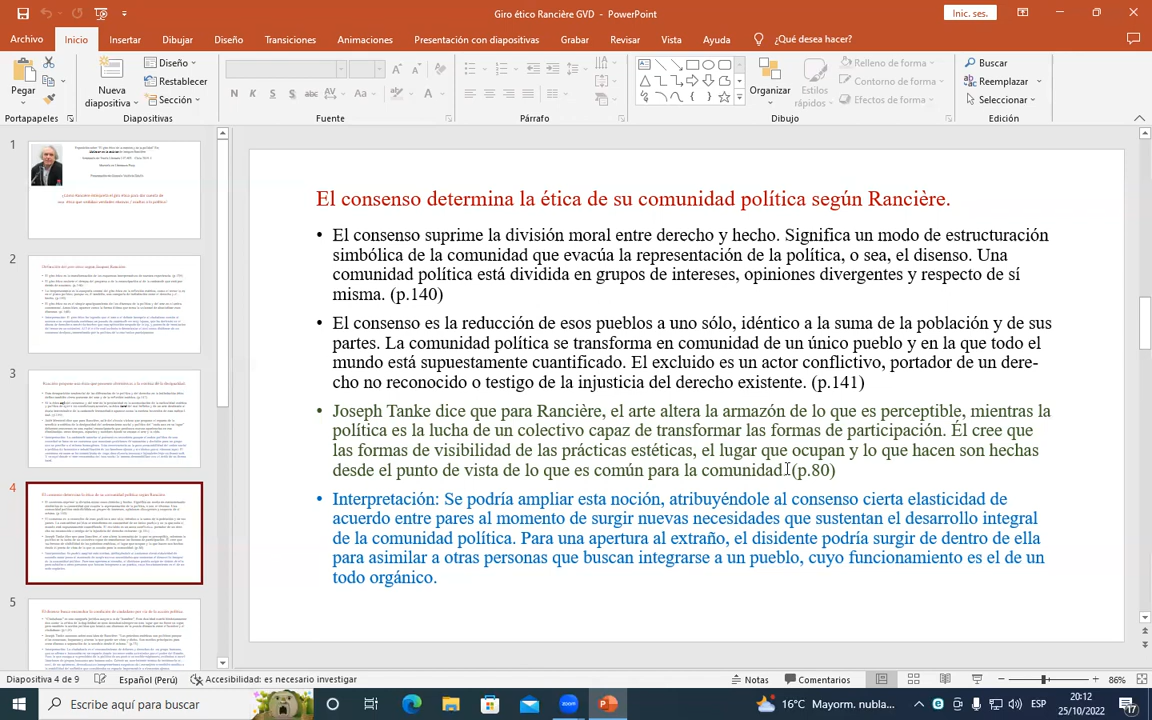 Giro ético Rancière GVD - PowerPoint
Inic. ses.
Archivo Inicio Insertar Dibujar Diseño Transiciones Animaciones Presentación con diapositivas Grabar Revisar Vista Ayuda ¿Qué desea hacer?
Pegar
Nueva diapositiva
Diseño
Restablecer
Sección
Organizar
Estilos rápidos
Relleno de forma
Contorno de forma
Efectos de forma
Buscar
Reemplazar
Seleccionar
Portapapeles Diapositivas Fuente Párrafo Dibujo Edición
1
2
3
4
5
El consenso determina la ética de su comunidad política según Rancière.
• El consenso suprime la división moral entre derecho y hecho. Significa un modo de estructuración
simbólica de la comunidad que evacúa la representación de la política, o sea, el disenso. Una
comunidad política está dividida en grupos de intereses, opiniones divergentes y respecto de sí
misma. (p.140)
• El consenso es la reducción de esos pueblos a uno sólo, idénico a la suma de la población y de sus
partes. La comunidad política se transforma en comunidad de un único pueblo y en la que todo el
mundo está supuestamente cuantificado. El excluido es un actor conflictivo, portador de un dere-
cho no reconocido o testigo de la injusticia del derecho existente. (p.141)
• Joseph Tanke dice que para Rancière, el arte altera la armazón de lo que es perceptible, mientras la
política es la lucha de un colectivo capaz de transformar las formas de participación. Él cree que
las formas de visibilidad de las prácticas estéticas, el lugar que ocupan y lo que hacen son hechas
desde el punto de vista de lo que es común para la comunidad. (p.80)
• Interpretación: Se podría ampliar esta noción, atribuyéndole al consenso cierta elasticidad de
acuerdo entre pares al momento de surgir nuevas necesidades que sustentan el desarrollo integral
de la comunidad política. Para una apertura al extraño, el disidente podría surgir de dentro de ella
para asimilar a otras personas que buscan integrarse a un pueblo, cuyo funcionamiento es el de un
todo orgánico.
Diapositiva 4 de 9 Español (Perú) Accesibilidad: es necesario investigar Notas Comentarios 86%
Escribe aquí para buscar
zoom
16°C Mayorm. nubla...
ESP
20:12
25/10/2022
17